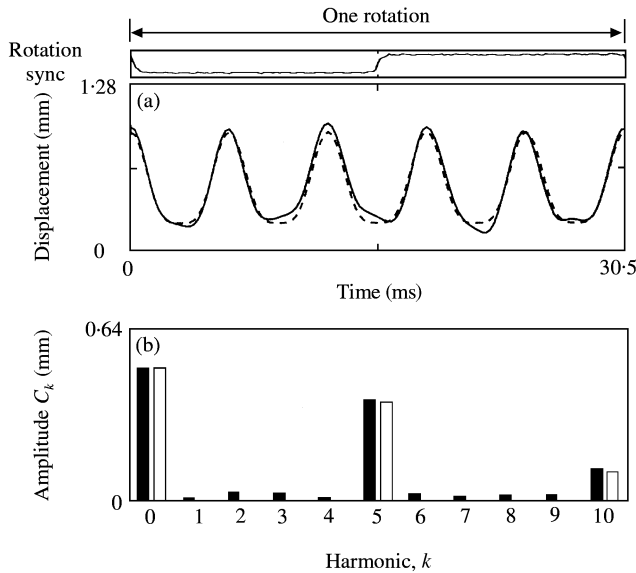 One rotation
Rotation
sync
1·28
(a)
Displacement (mm)
0
0
30·5
Time (ms)
0·64
(b)
Amplitude Cₖ (mm)
0
0 1 2 3 4 5 6 7 8 9 10
Harmonic, k